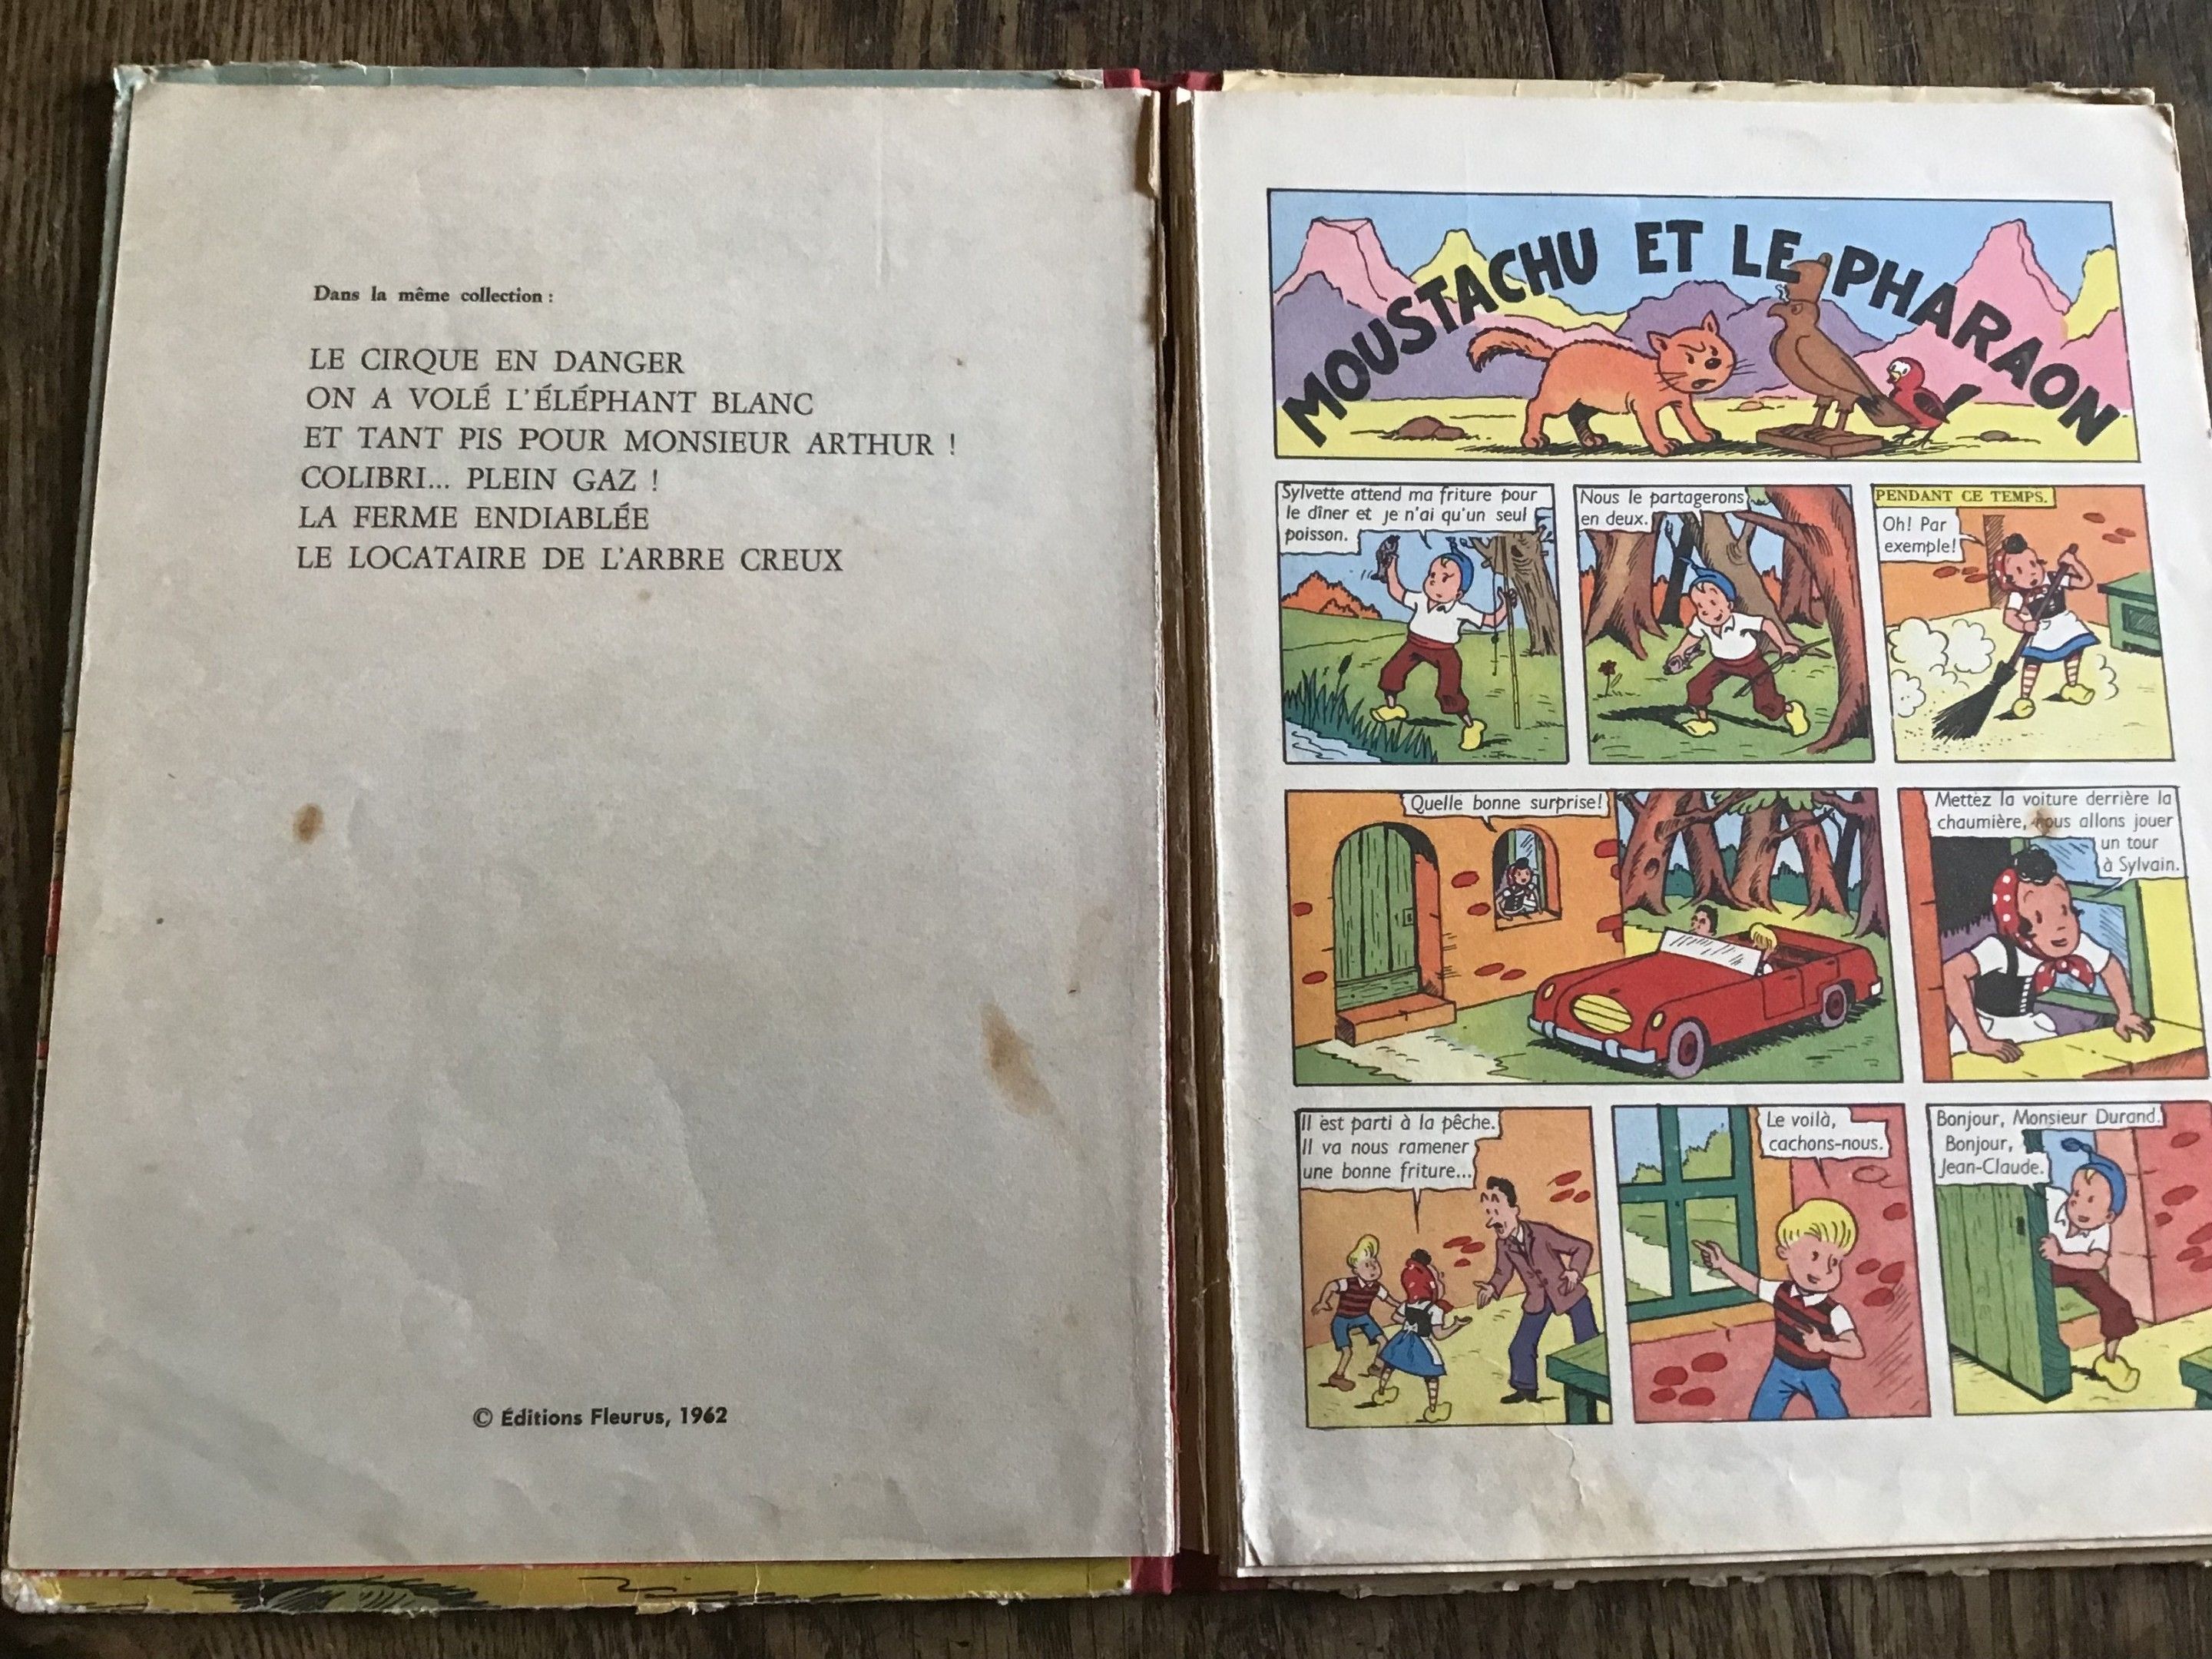 Dans la même collection :
LE CIRQUE EN DANGER
ON A VOLÉ L'ÉLÉPHANT BLANC
ET TANT PIS POUR MONSIEUR ARTHUR !
COLIBRI... PLEIN GAZ !
LA FERME ENDIABLÉE
LE LOCATAIRE DE L'ARBRE CREUX
© Éditions Fleurus, 1962
MOUSTACHU ET LE PHARAON
Sylvette attend ma friture pour
le dîner et je n'ai qu'un seul
poisson.
Nous le partagerons
en deux.
PENDANT CE TEMPS.
Oh! Par
exemple!
Quelle bonne surprise!
Mettez la voiture derrière la
chaumière, nous allons jouer
un tour
à Sylvain.
Il est parti à la pêche.
Il va nous ramener
une bonne friture...
Le voilà,
cachons-nous.
Bonjour, Monsieur Durand.
Bonjour,
Jean-Claude.